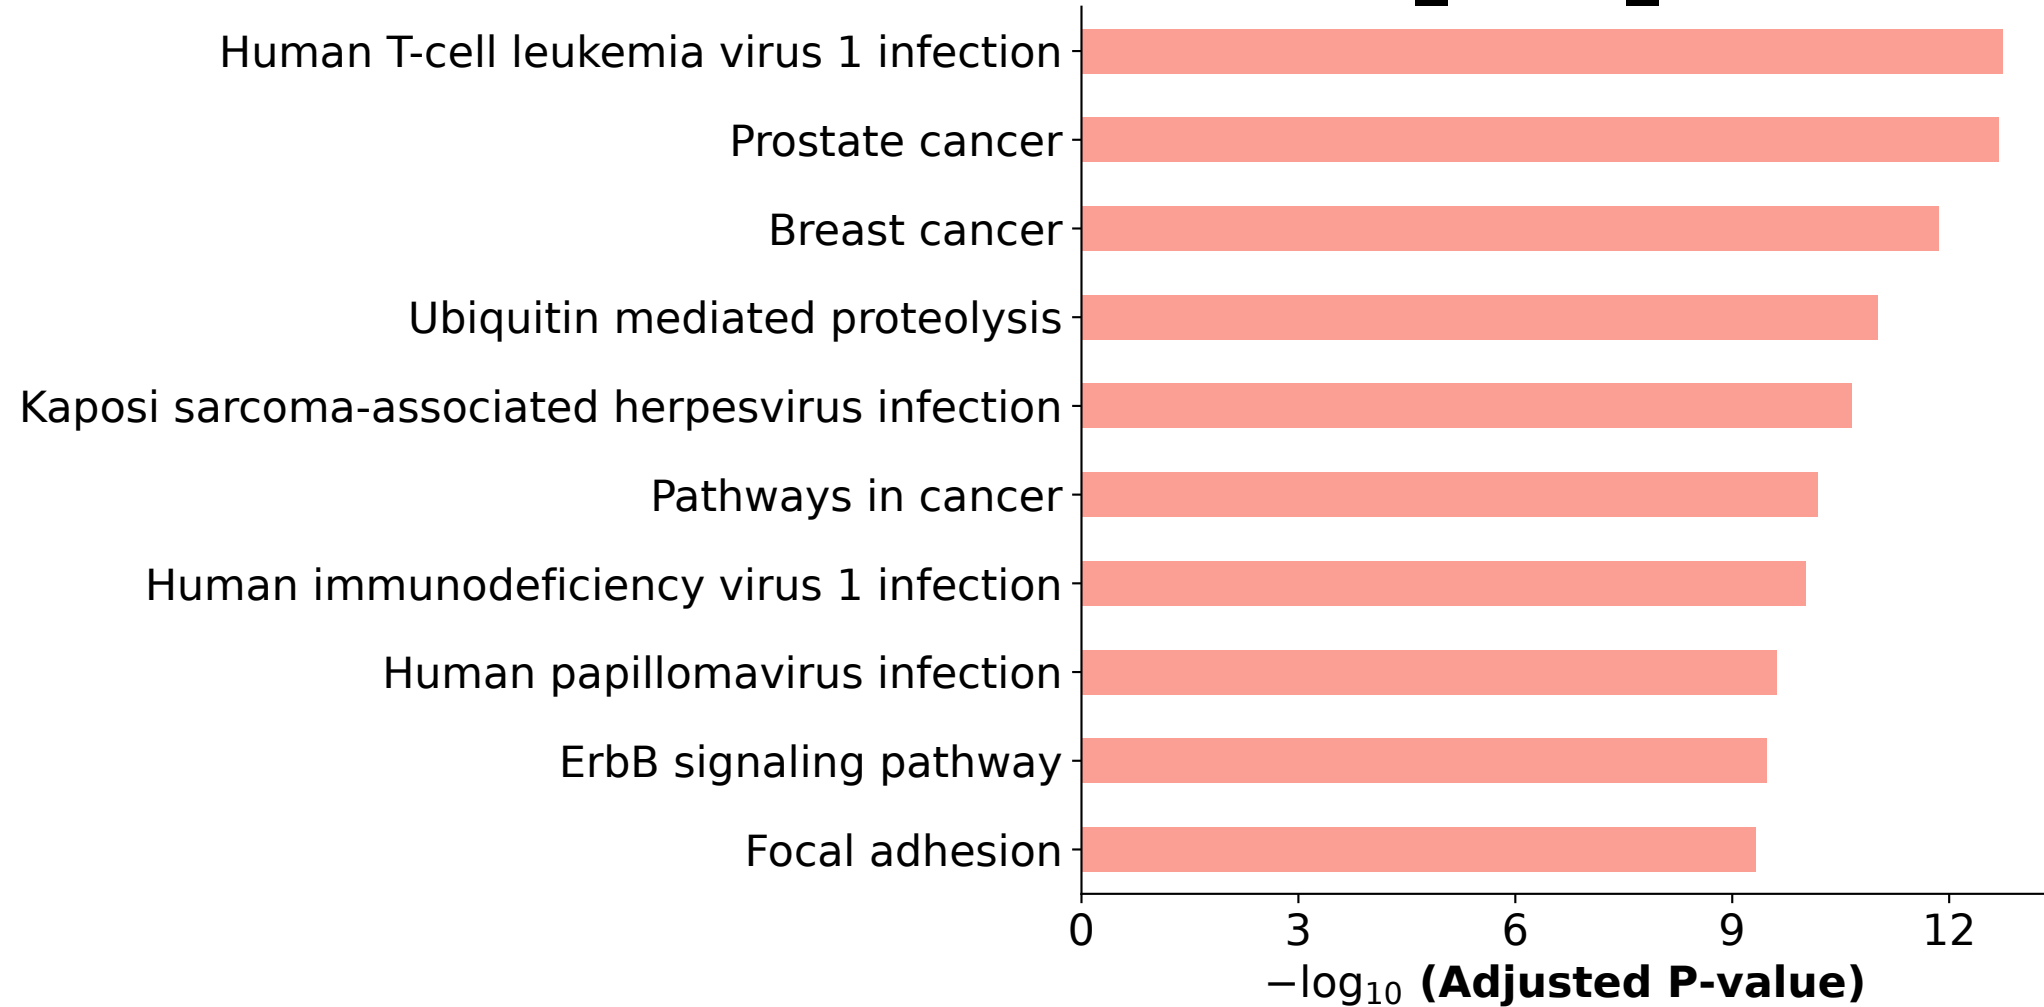 Human T-cell leukemia virus 1 infection
Prostate cancer
Breast cancer
Ubiquitin mediated proteolysis
Kaposi sarcoma-associated herpesvirus infection
Pathways in cancer
Human immunodeficiency virus 1 infection
Human papillomavirus infection
ErbB signaling pathway
Focal adhesion
0 3 6 9 12
−log₁₀ (Adjusted P-value)